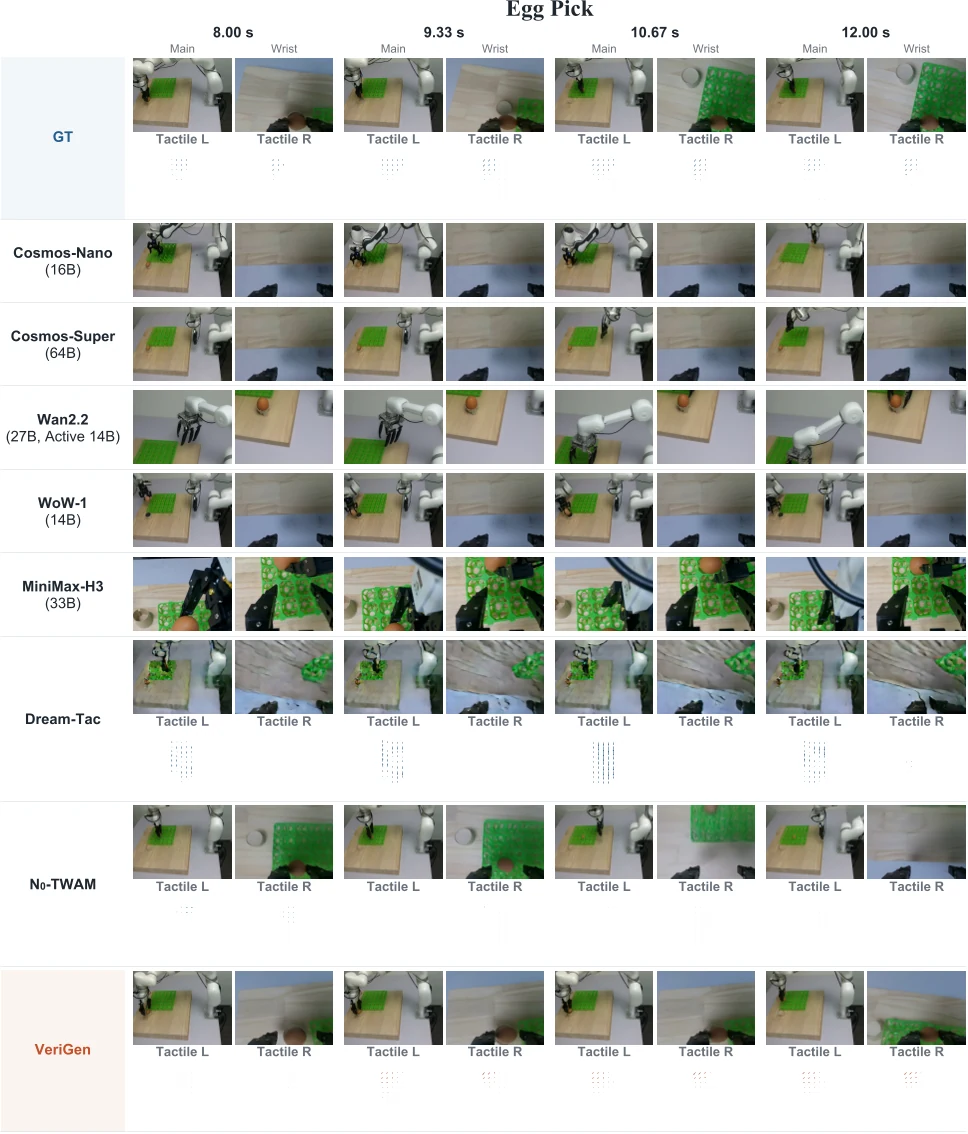 Egg Pick
8.00 s 9.33 s 10.67 s 12.00 s
Main Wrist Main Wrist Main Wrist Main Wrist
GT
Tactile L Tactile R Tactile L Tactile R Tactile L Tactile R Tactile L Tactile R
Cosmos-Nano
(16B)
Cosmos-Super
(64B)
Wan2.2
(27B, Active 14B)
WoW-1
(14B)
MiniMax-H3
(33B)
Dream-Tac
Tactile L Tactile R Tactile L Tactile R Tactile L Tactile R Tactile L Tactile R
N₀-TWAM
Tactile L Tactile R Tactile L Tactile R Tactile L Tactile R Tactile L Tactile R
VeriGen
Tactile L Tactile R Tactile L Tactile R Tactile L Tactile R Tactile L Tactile R